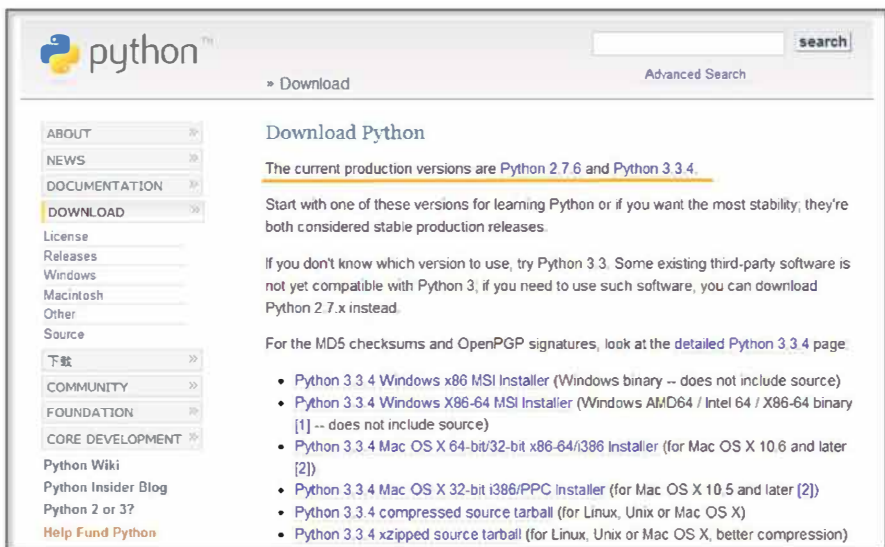 python™
search
» Download
Advanced Search
ABOUT
NEWS
DOCUMENTATION
DOWNLOAD
License
Releases
Windows
Macintosh
Other
Source
下載
COMMUNITY
FOUNDATION
CORE DEVELOPMENT
Python Wiki
Python Insider Blog
Python 2 or 3?
Help Fund Python
Download Python
The current production versions are Python 2.7.6 and Python 3.3.4.
Start with one of these versions for learning Python or if you want the most stability; they're
both considered stable production releases.
If you don't know which version to use, try Python 3.3. Some existing third-party software is
not yet compatible with Python 3; if you need to use such software, you can download
Python 2.7.x instead.
For the MD5 checksums and OpenPGP signatures, look at the detailed Python 3.3.4 page:
• Python 3.3.4 Windows x86 MSI Installer (Windows binary -- does not include source)
• Python 3.3.4 Windows X86-64 MSI Installer (Windows AMD64 / Intel 64 / X86-64 binary
[1] -- does not include source)
• Python 3.3.4 Mac OS X 64-bit/32-bit x86-64/i386 Installer (for Mac OS X 10.6 and later
[2])
• Python 3.3.4 Mac OS X 32-bit i386/PPC Installer (for Mac OS X 10.5 and later [2])
• Python 3.3.4 compressed source tarball (for Linux, Unix or Mac OS X)
• Python 3.3.4 xzipped source tarball (for Linux, Unix or Mac OS X, better compression)